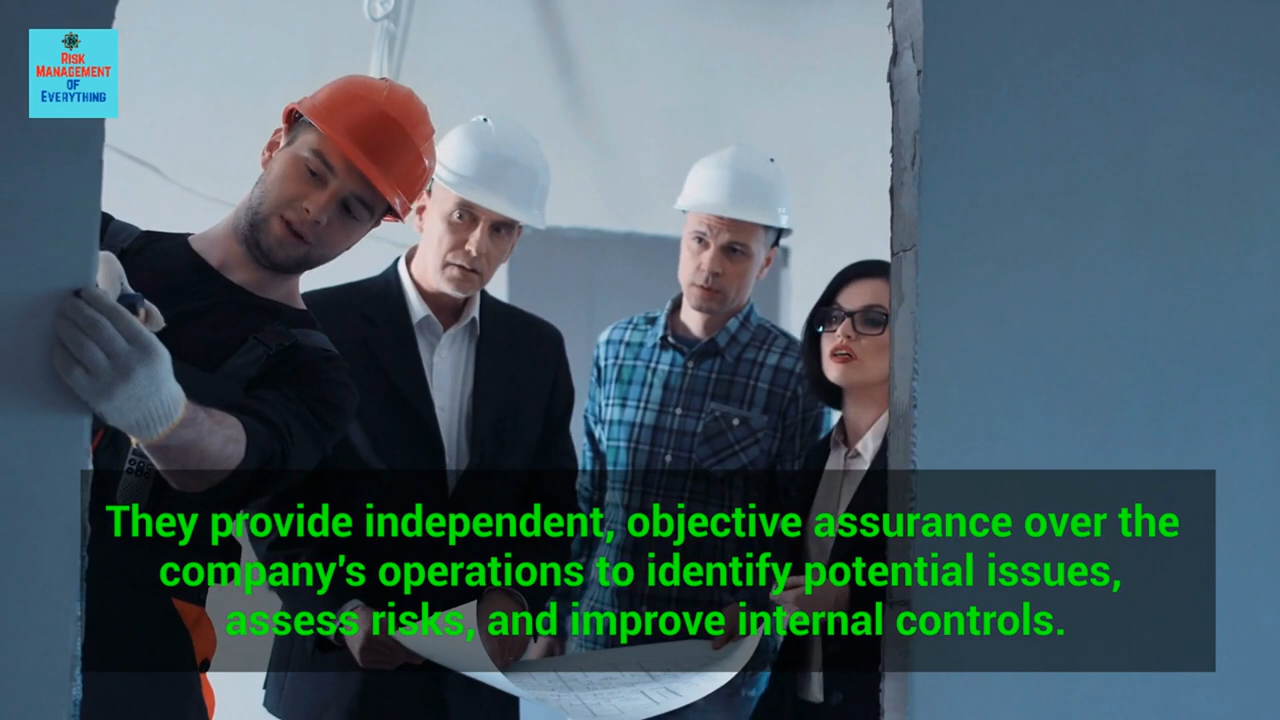 RISK
MANAGEMENT
OF
EVERYTHING
They provide independent, objective assurance over the
company's operations to identify potential issues,
assess risks, and improve internal controls.